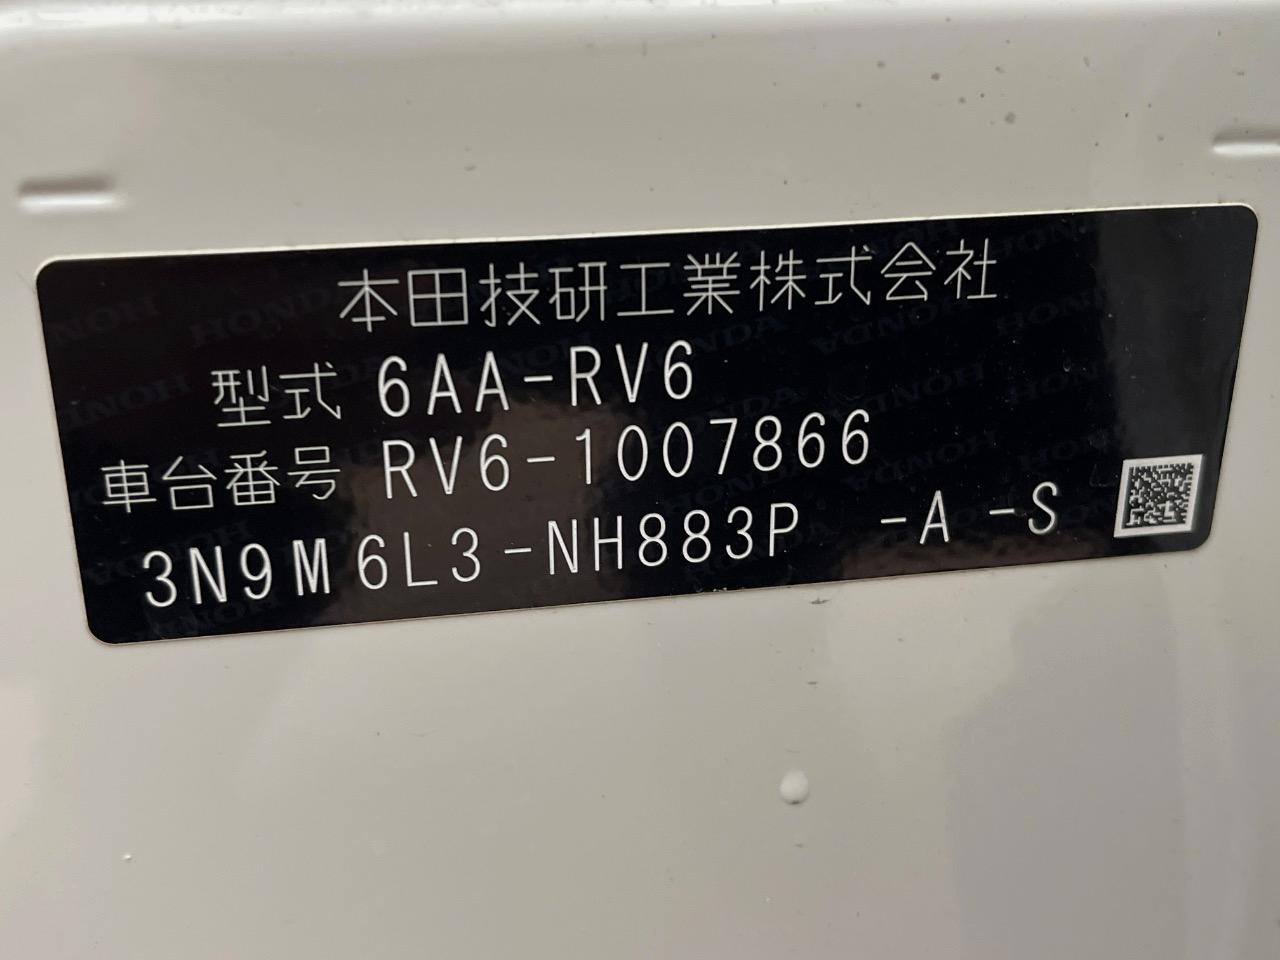 本田技研工業株式会社
型式 6AA-RV6
車台番号 RV6-1007866
3N9M6L3-NH883P -A -S